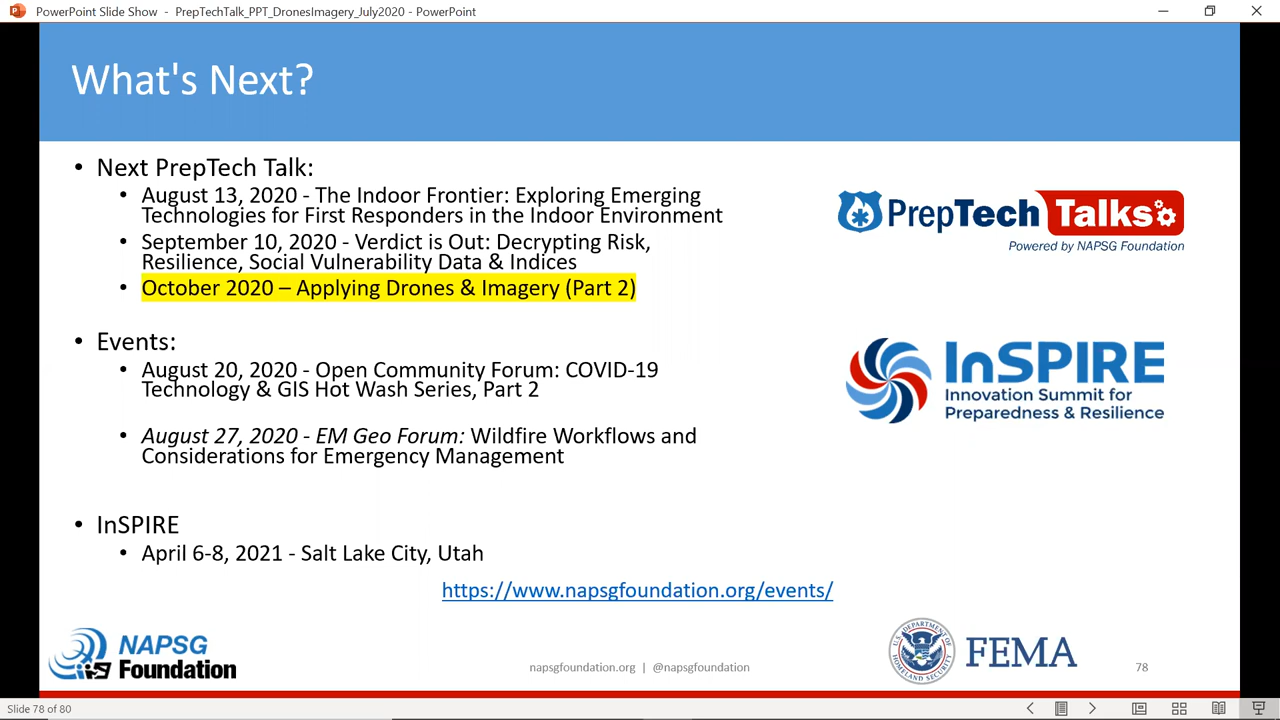 PowerPoint Slide Show - PrepTechTalk_PPT_DronesImagery_July2020 - PowerPoint
What's Next?
• Next PrepTech Talk:
• August 13, 2020 - The Indoor Frontier: Exploring Emerging
Technologies for First Responders in the Indoor Environment
• September 10, 2020 - Verdict is Out: Decrypting Risk,
Resilience, Social Vulnerability Data & Indices
• October 2020 – Applying Drones & Imagery (Part 2)
PrepTech Talks
Powered by NAPSG Foundation
• Events:
• August 20, 2020 - Open Community Forum: COVID-19
Technology & GIS Hot Wash Series, Part 2
• August 27, 2020 - EM Geo Forum: Wildfire Workflows and
Considerations for Emergency Management
InSPIRE
Innovation Summit for
Preparedness & Resilience
• InSPIRE
• April 6-8, 2021 - Salt Lake City, Utah
https://www.napsgfoundation.org/events/
NAPSG
Foundation
napsgfoundation.org | @napsgfoundation
U.S. DEPARTMENT OF HOMELAND SECURITY
FEMA
78
Slide 78 of 80